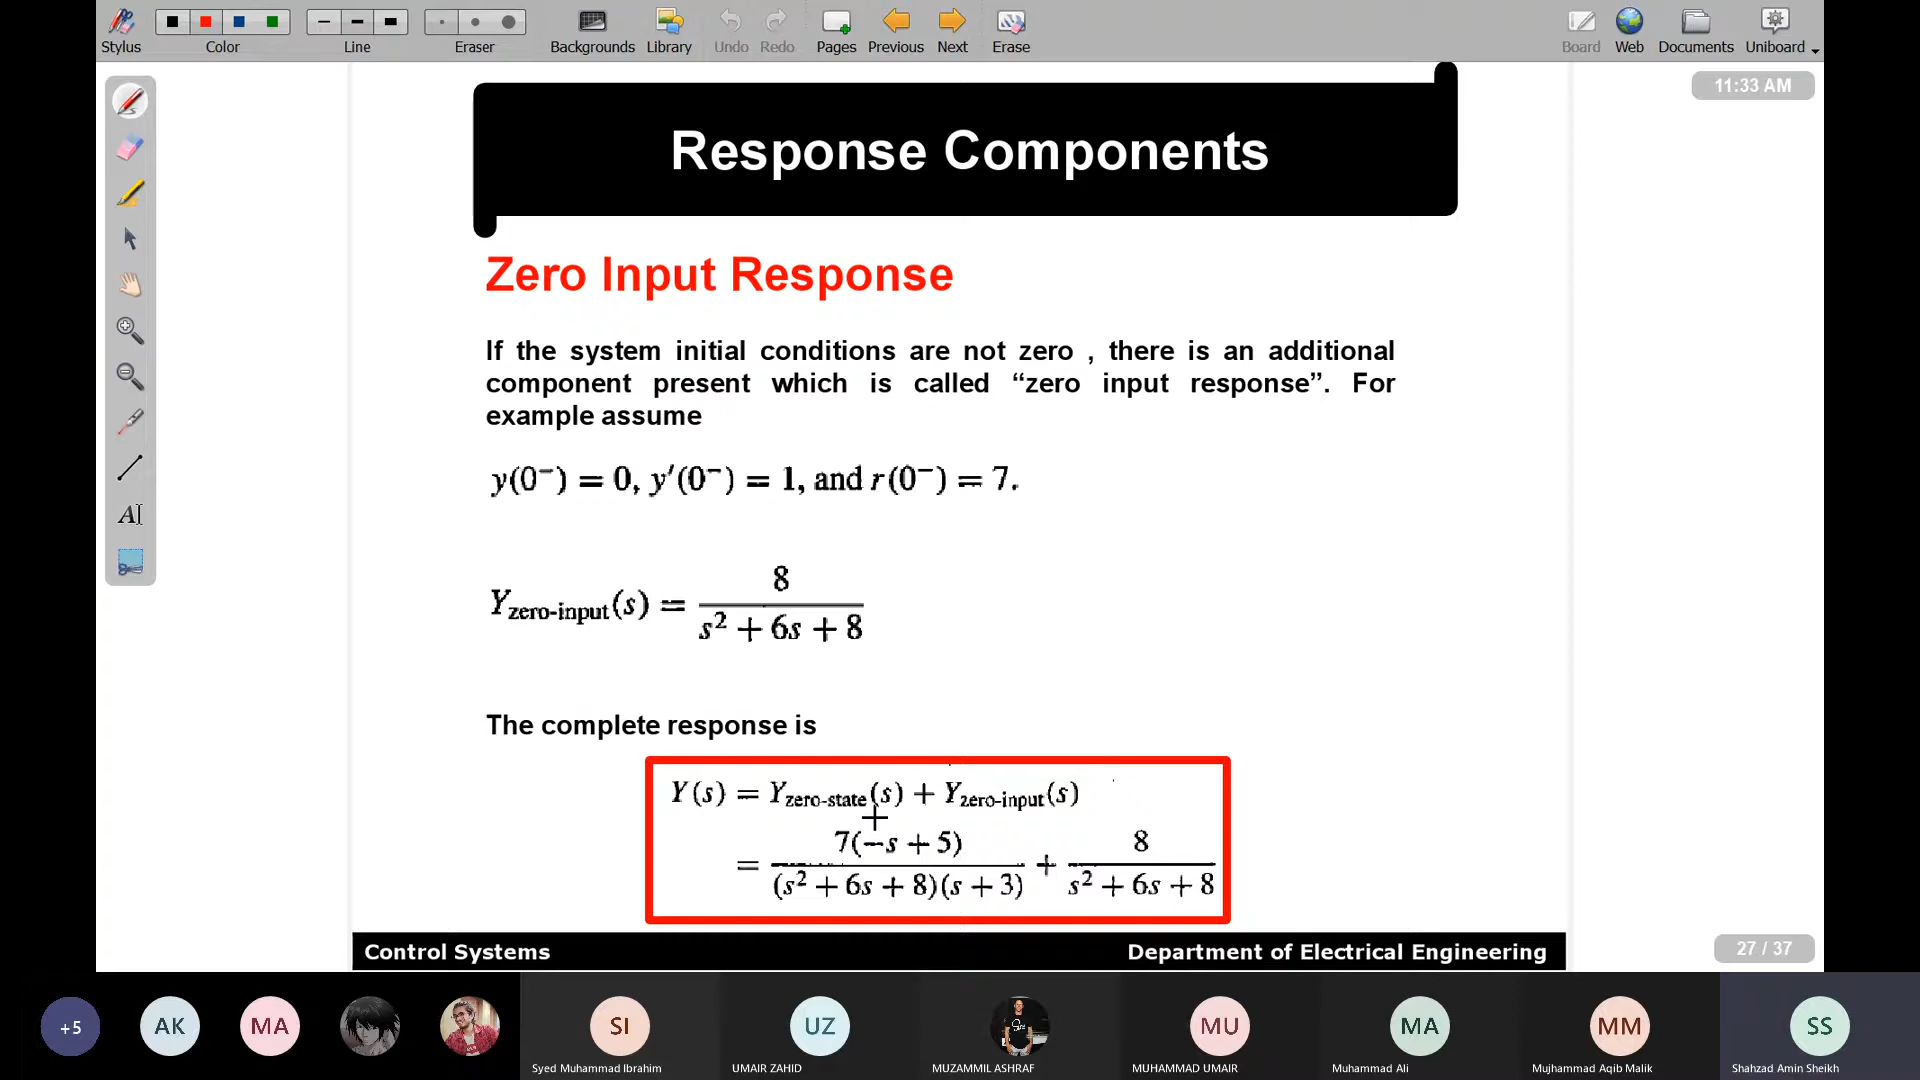 Stylus
Color
Line
Eraser
Backgrounds
Library
Undo
Redo
Pages
Previous
Next
Erase
Board
Web
Documents
Uniboard
11:33 AM
Response Components
Zero Input Response
If the system initial conditions are not zero , there is an additional
component present which is called “zero input response”. For
example assume
y(0⁻) = 0, y′(0⁻) = 1, and r(0⁻) = 7.
Y_zero-input(s) = 8 / (s² + 6s + 8)
The complete response is
Y(s) = Y_zero-state(s) + Y_zero-input(s)
= 7(−s + 5) / (s² + 6s + 8)(s + 3) + 8 / (s² + 6s + 8)
Control Systems
Department of Electrical Engineering
27 / 37
AI
+5
AK
MA
SI
UZ
MU
MA
MM
SS
Syed Muhammad Ibrahim
UMAIR ZAHID
MUZAMMIL ASHRAF
MUHAMMAD UMAIR
Muhammad Ali
Mujhammad Aqib Malik
Shahzad Amin Sheikh